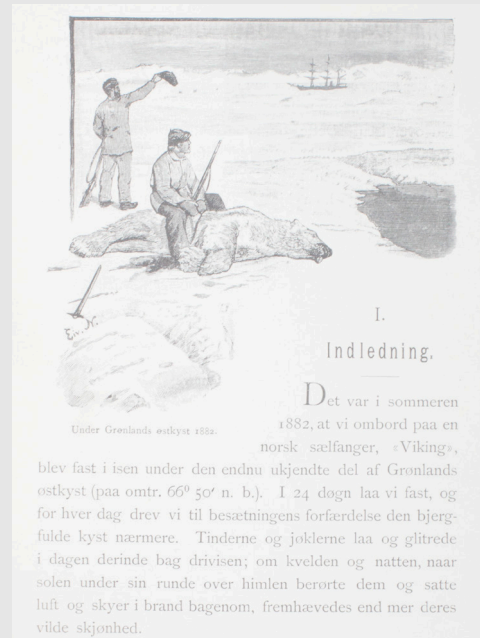 Ew. N.
Under Grønlands østkyst 1882.
I.
Indledning.
Det var i sommeren
1882, at vi ombord paa en
norsk sælfanger, «Viking»,
blev fast i isen under den endnu ukjendte del af Grønlands
østkyst (paa omtr. 66⁰ 50′ n. b.). I 24 døgn laa vi fast, og
for hver dag drev vi til besætningens forfærdelse den bjerg-
fulde kyst nærmere. Tinderne og jøklerne laa og glitrede
i dagen derinde bag drivisen; om kvelden og natten, naar
solen under sin runde over himlen berørte dem og satte
luft og skyer i brand bagenom, fremhævedes end mer deres
vilde skjønhed.